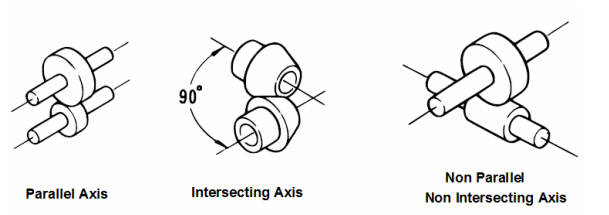 90°
Parallel Axis
Intersecting Axis
Non Parallel
Non Intersecting Axis